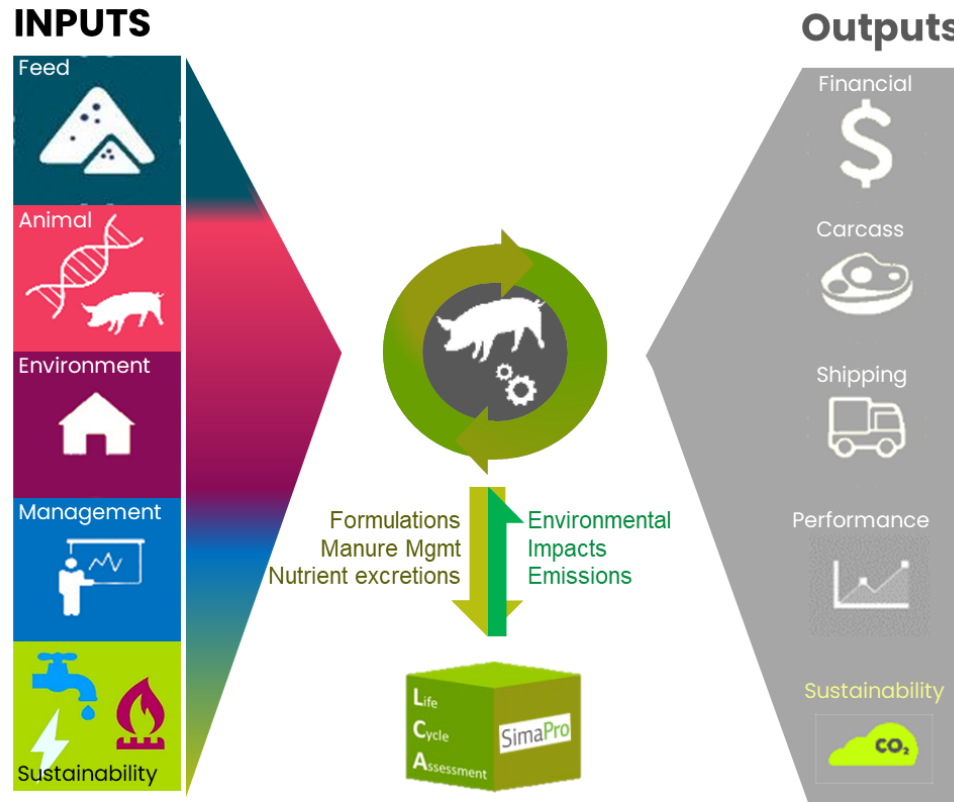 INPUTS
Feed
Animal
Environment
Management
Sustainability
Formulations
Manure Mgmt
Nutrient excretions
Environmental
Impacts
Emissions
Life
Cycle
Assessment
SimaPro
Outputs
Financial
$
Carcass
Shipping
Performance
Sustainability
CO₂